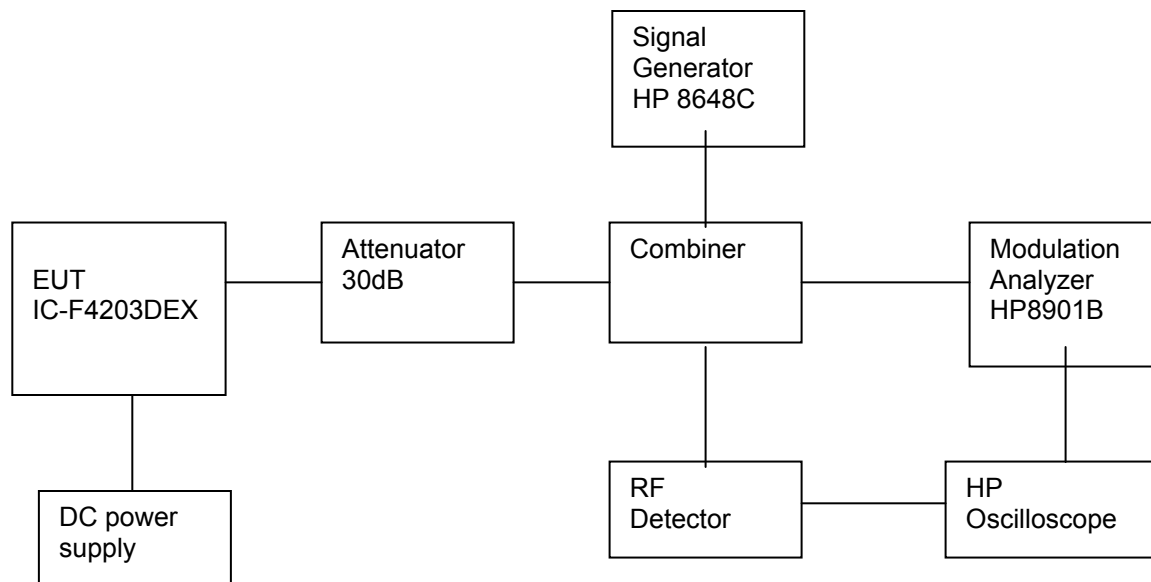 Signal
Generator
HP 8648C
EUT
IC-F4203DEX
Attenuator
30dB
Combiner
Modulation
Analyzer
HP8901B
DC power
supply
RF
Detector
HP
Oscilloscope